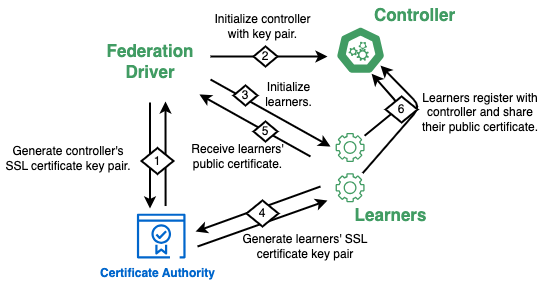 Initialize controller
with key pair.
Controller
2
Federation
Driver
3
Initialize
learners.
6
Learners register with
controller and share
their public certificate.
5
Receive learners'
public certificate.
Generate controller's
SSL certificate key pair.
1
4
Learners
Generate learners' SSL
certificate key pair
Certificate Authority